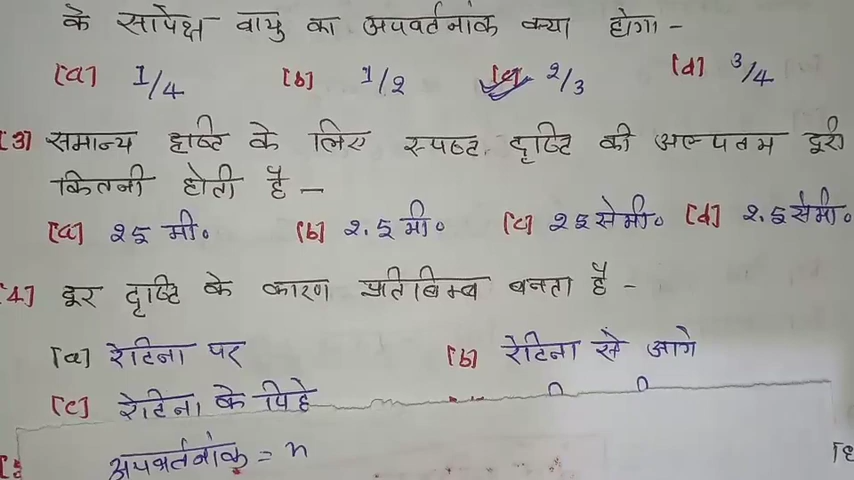 के सापेक्ष वायु का अपवर्तनांक क्या होगा -
[a] 1/4 [b] 1/2 [c] 2/3 [d] 3/4
[3] समान्य दृष्टि के लिए स्पष्ट दृष्टि की अल्पतम दूरी
कितनी होती है -
[a] 25 मी० [b] 2.5 मी० [c] 25 सेमी० [d] 2.5 सेमी०
[4] दूर दृष्टि के कारण प्रतिबिम्ब बनता है -
[a] रेटिना पर [b] रेटिना से आगे
[c] रेटिना के पिछे
अपवर्तनांक = n